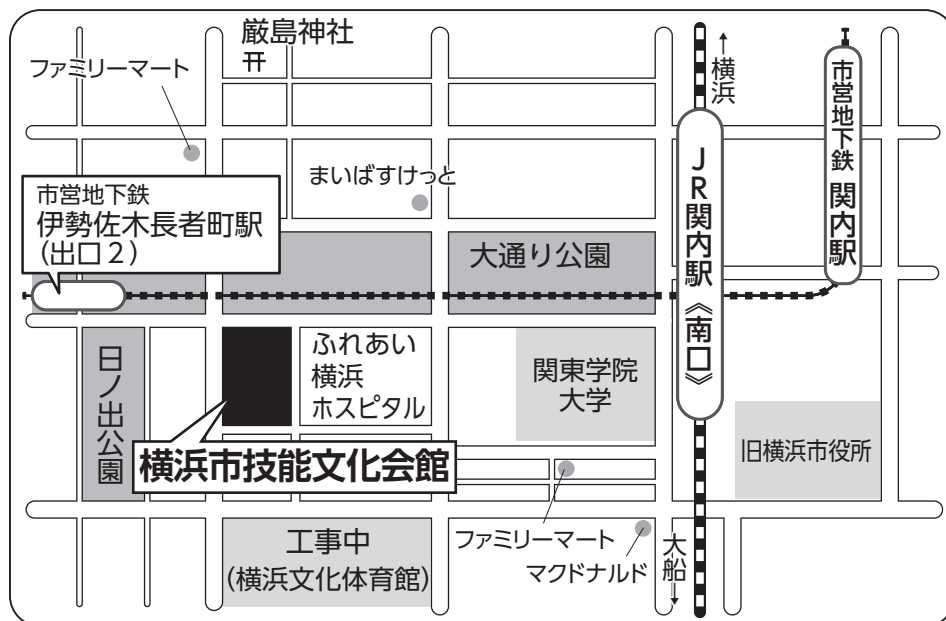 厳島神社
ファミリーマート
←横浜
市営地下鉄 関内駅
まいばすけっと
JR関内駅《南口》
市営地下鉄
伊勢佐木長者町駅
(出口2)
大通り公園
日ノ出公園
ふれあい
横浜
ホスピタル
関東学院
大学
横浜市技能文化会館
旧横浜市役所
工事中
(横浜文化体育館)
ファミリーマート
マクドナルド
大船→